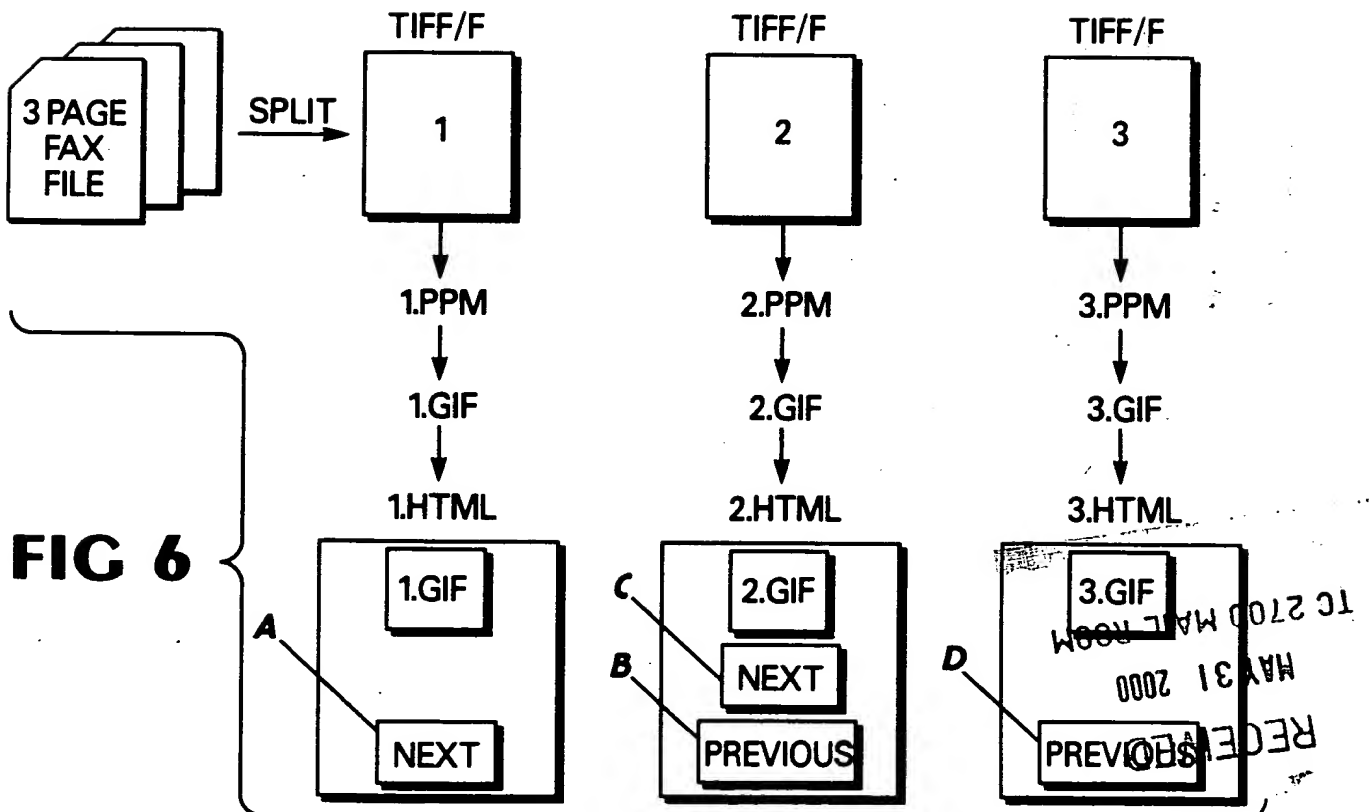 TIFF/F TIFF/F TIFF/F
3 PAGE
FAX
FILE
SPLIT
1 2 3
1.PPM 2.PPM 3.PPM
1.GIF 2.GIF 3.GIF
1.HTML 2.HTML 3.HTML
FIG 6
1.GIF 2.GIF 3.GIF
A C B D
NEXT
NEXT
PREVIOUS
PREVIOUS
RECEIVED
MAY 31 2000
TC 2700 MAIL ROOM